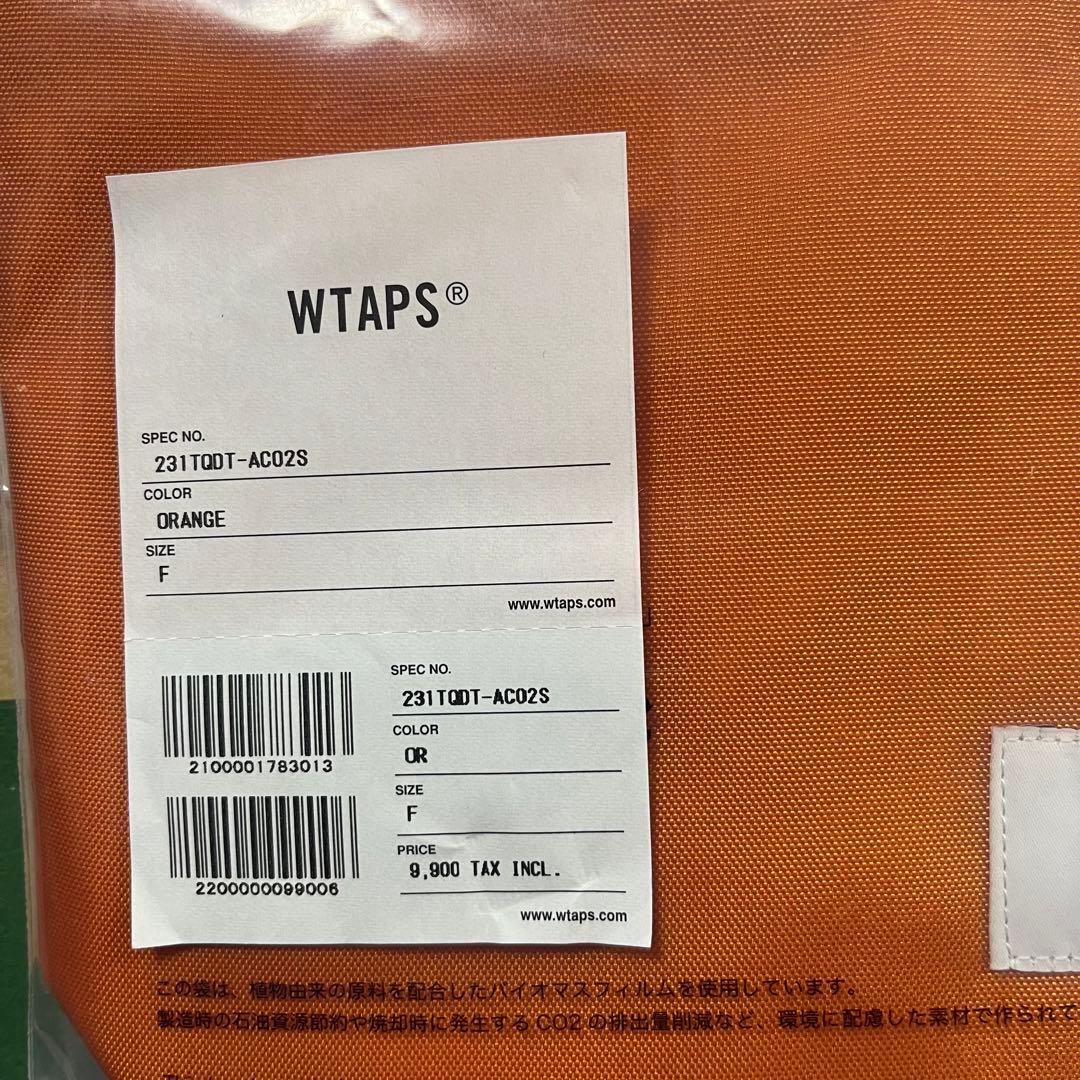 WTAPS®
SPEC NO.
231TQDT-AC02S
COLOR
ORANGE
SIZE
F
www.wtaps.com
SPEC NO.
231TQDT-AC02S
COLOR
OR
SIZE
F
PRICE
9,900 TAX INCL.
www.wtaps.com
2100001783013
2200000099006
この袋は、植物由来の原料を配合したバイオマスフィルムを使用しています。
製造時の石油資源節約や焼却時に発生するCO2の排出量削減など、環境に配慮した素材で作られて